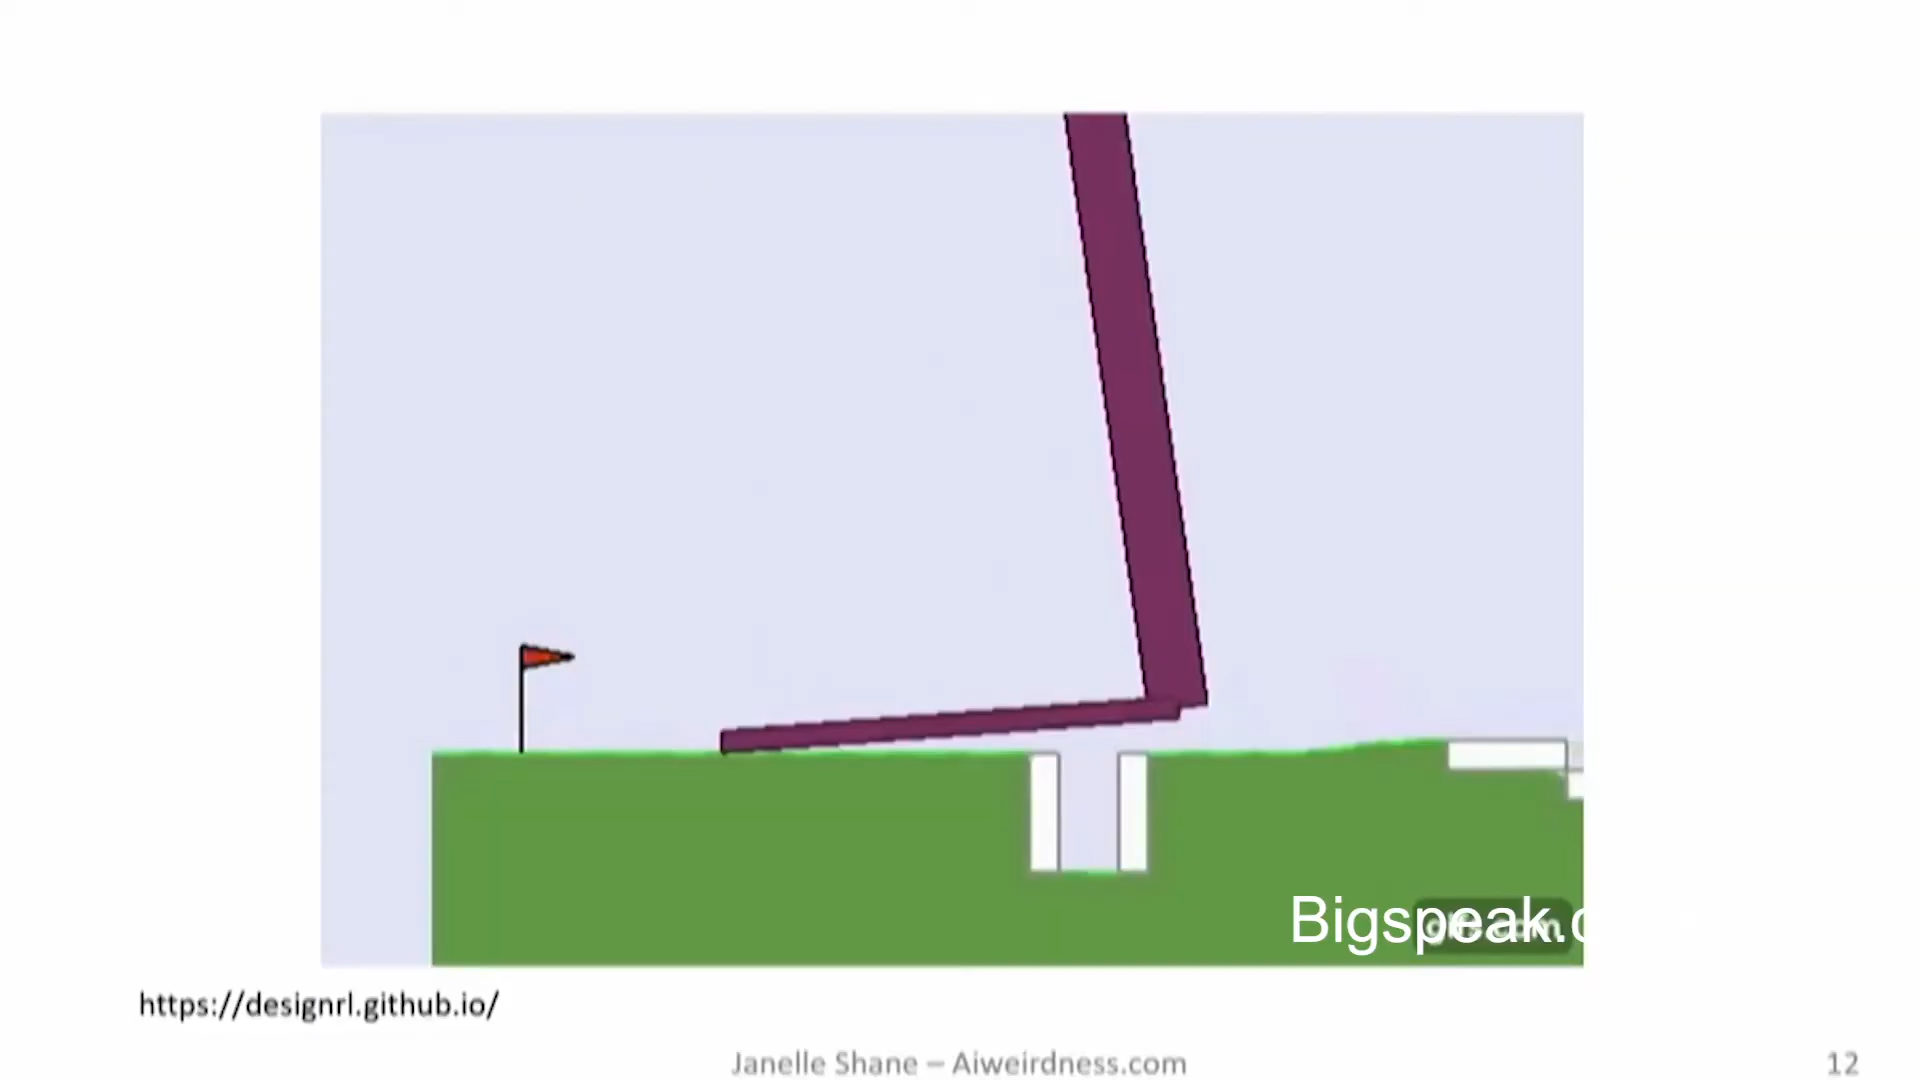 Bigspeak.c
https://designrl.github.io/
Janelle Shane – Aiweirdness.com
12